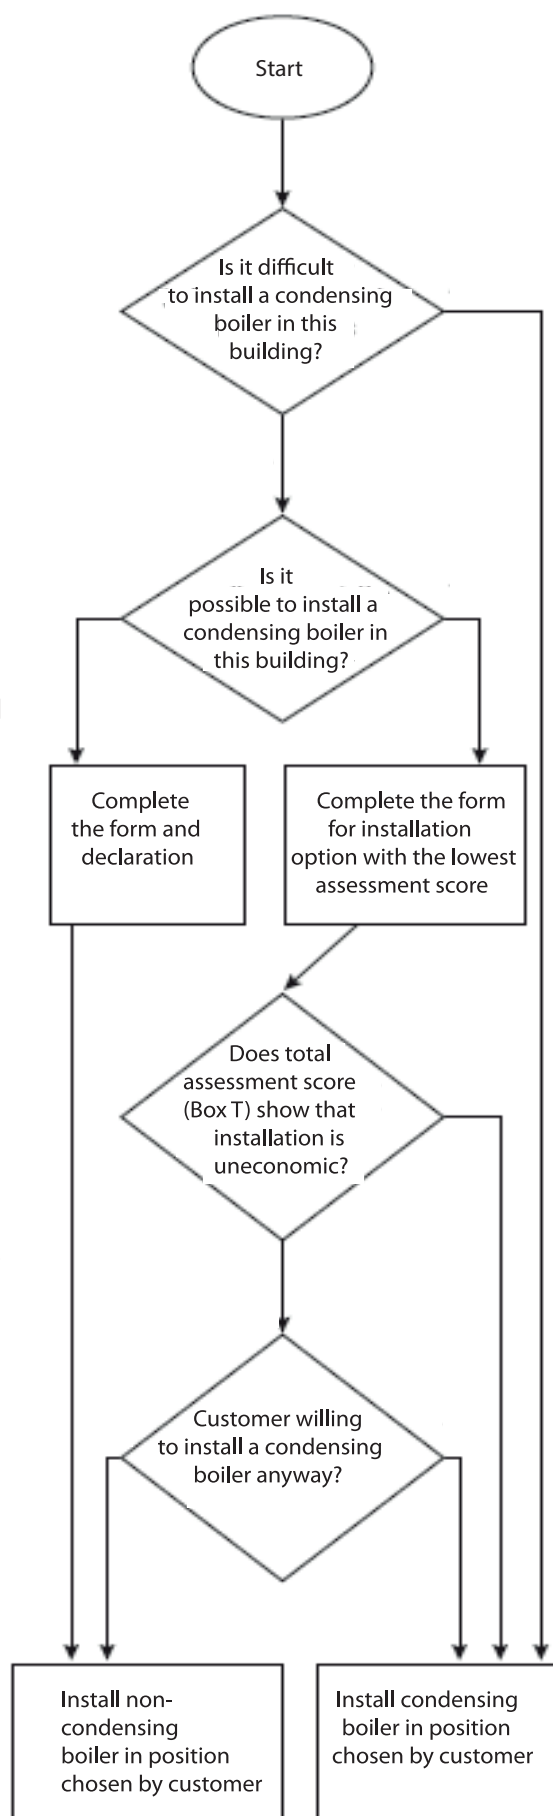 Start
Is it difficult
to install a condensing
boiler in this
building?
Is it
possible to install a
condensing boiler in
this building?
Complete
the form and
declaration
Complete the form
for installation
option with the lowest
assessment score
Does total
assessment score
(Box T) show that
installation is
uneconomic?
Customer willing
to install a condensing
boiler anyway?
Install non-
condensing
boiler in position
chosen by customer
Install condensing
boiler in position
chosen by customer